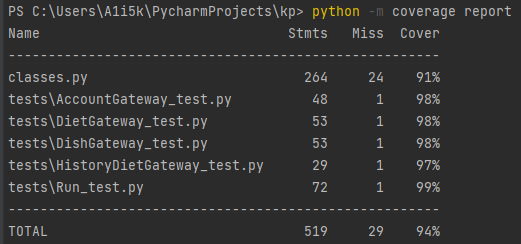 PS C:\Users\A1i5k\PycharmProjects\kp> python -m coverage report
Name                             Stmts   Miss  Cover
----------------------------------------------------
classes.py                         264     24    91%
tests\AccountGateway_test.py        48      1    98%
tests\DietGateway_test.py           53      1    98%
tests\DishGateway_test.py           53      1    98%
tests\HistoryDietGateway_test.py    29      1    97%
tests\Run_test.py                   72      1    99%
----------------------------------------------------
TOTAL                              519     29    94%